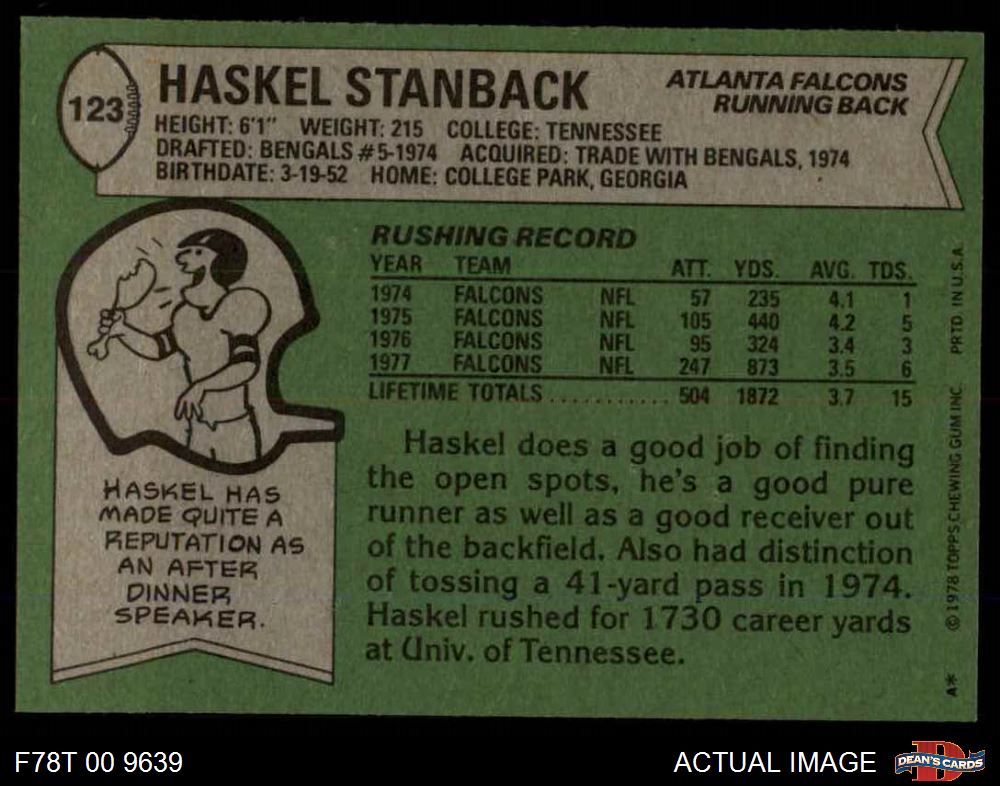 123
HASKEL STANBACK
ATLANTA FALCONS
RUNNING BACK
HEIGHT: 6'1" WEIGHT: 215 COLLEGE: TENNESSEE
DRAFTED: BENGALS #5-1974 ACQUIRED: TRADE WITH BENGALS, 1974
BIRTHDATE: 3-19-52 HOME: COLLEGE PARK, GEORGIA
RUSHING RECORD
YEAR TEAM ATT. YDS. AVG. TDS.
1974 FALCONS NFL 57 235 4.1 1
1975 FALCONS NFL 105 440 4.2 5
1976 FALCONS NFL 95 324 3.4 3
1977 FALCONS NFL 247 873 3.5 6
LIFETIME TOTALS ........... 504 1872 3.7 15
Haskel does a good job of finding
the open spots, he's a good pure
runner as well as a good receiver out
of the backfield. Also had distinction
of tossing a 41-yard pass in 1974.
Haskel rushed for 1730 career yards
at Univ. of Tennessee.
HASKEL HAS
MADE QUITE A
REPUTATION AS
AN AFTER
DINNER
SPEAKER.
A* © 1978 TOPPS CHEWING GUM INC. PRTD. IN U.S.A.
F78T 00 9639
ACTUAL IMAGE
D
DEAN'S CARDS